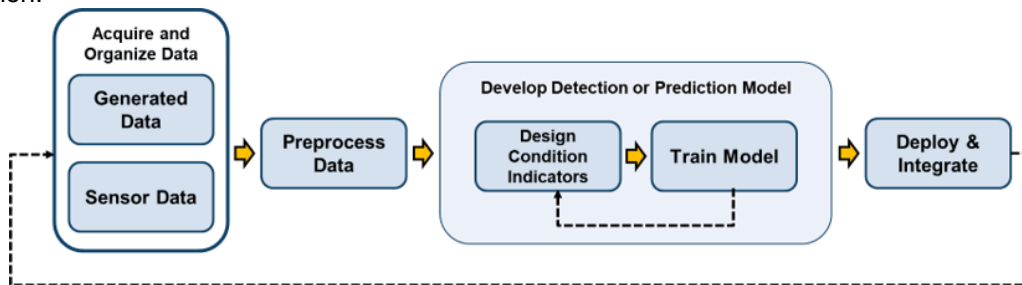 Acquire and
Organize Data
Generated
Data
Sensor Data
Preprocess
Data
Develop Detection or Prediction Model
Design
Condition
Indicators
Train Model
Deploy &
Integrate